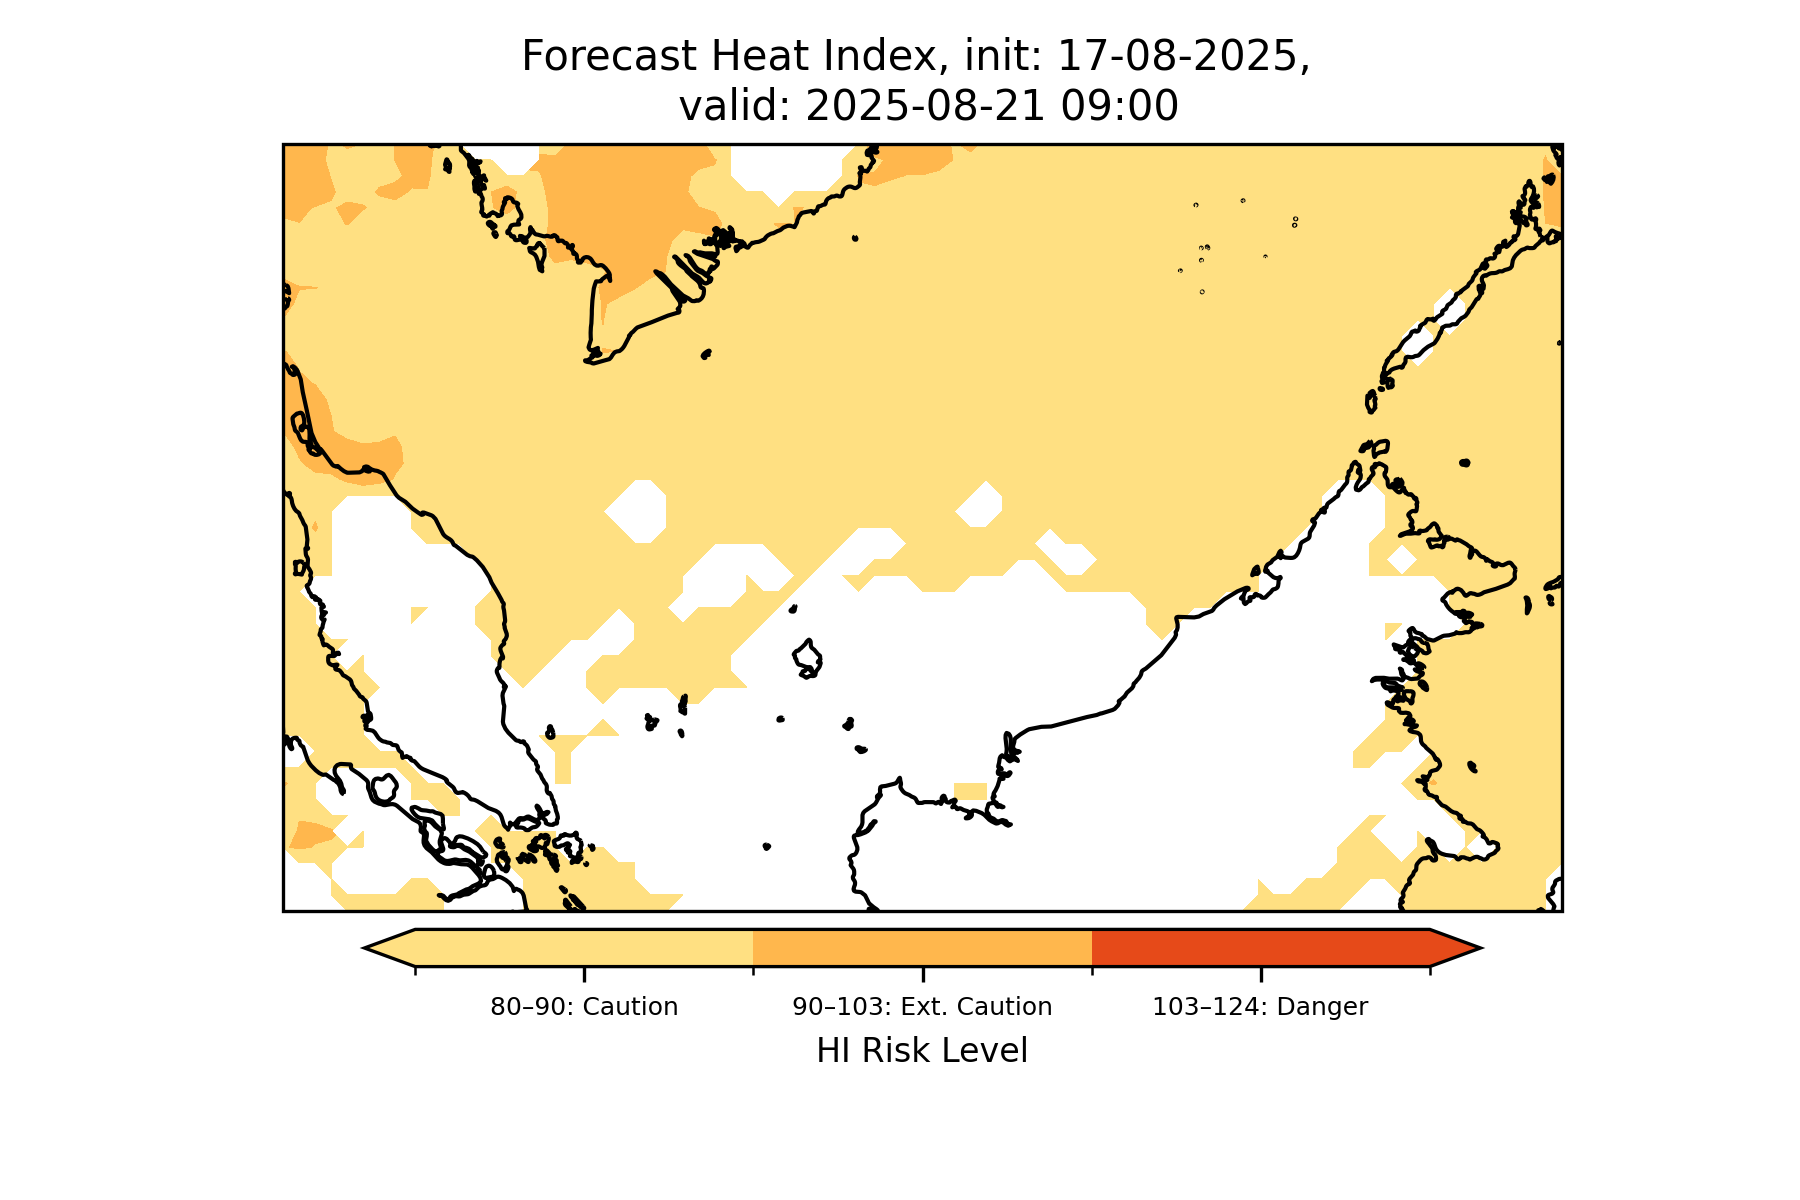 Forecast Heat Index, init: 17-08-2025,
valid: 2025-08-21 09:00
80–90: Caution
90–103: Ext. Caution
103–124: Danger
HI Risk Level